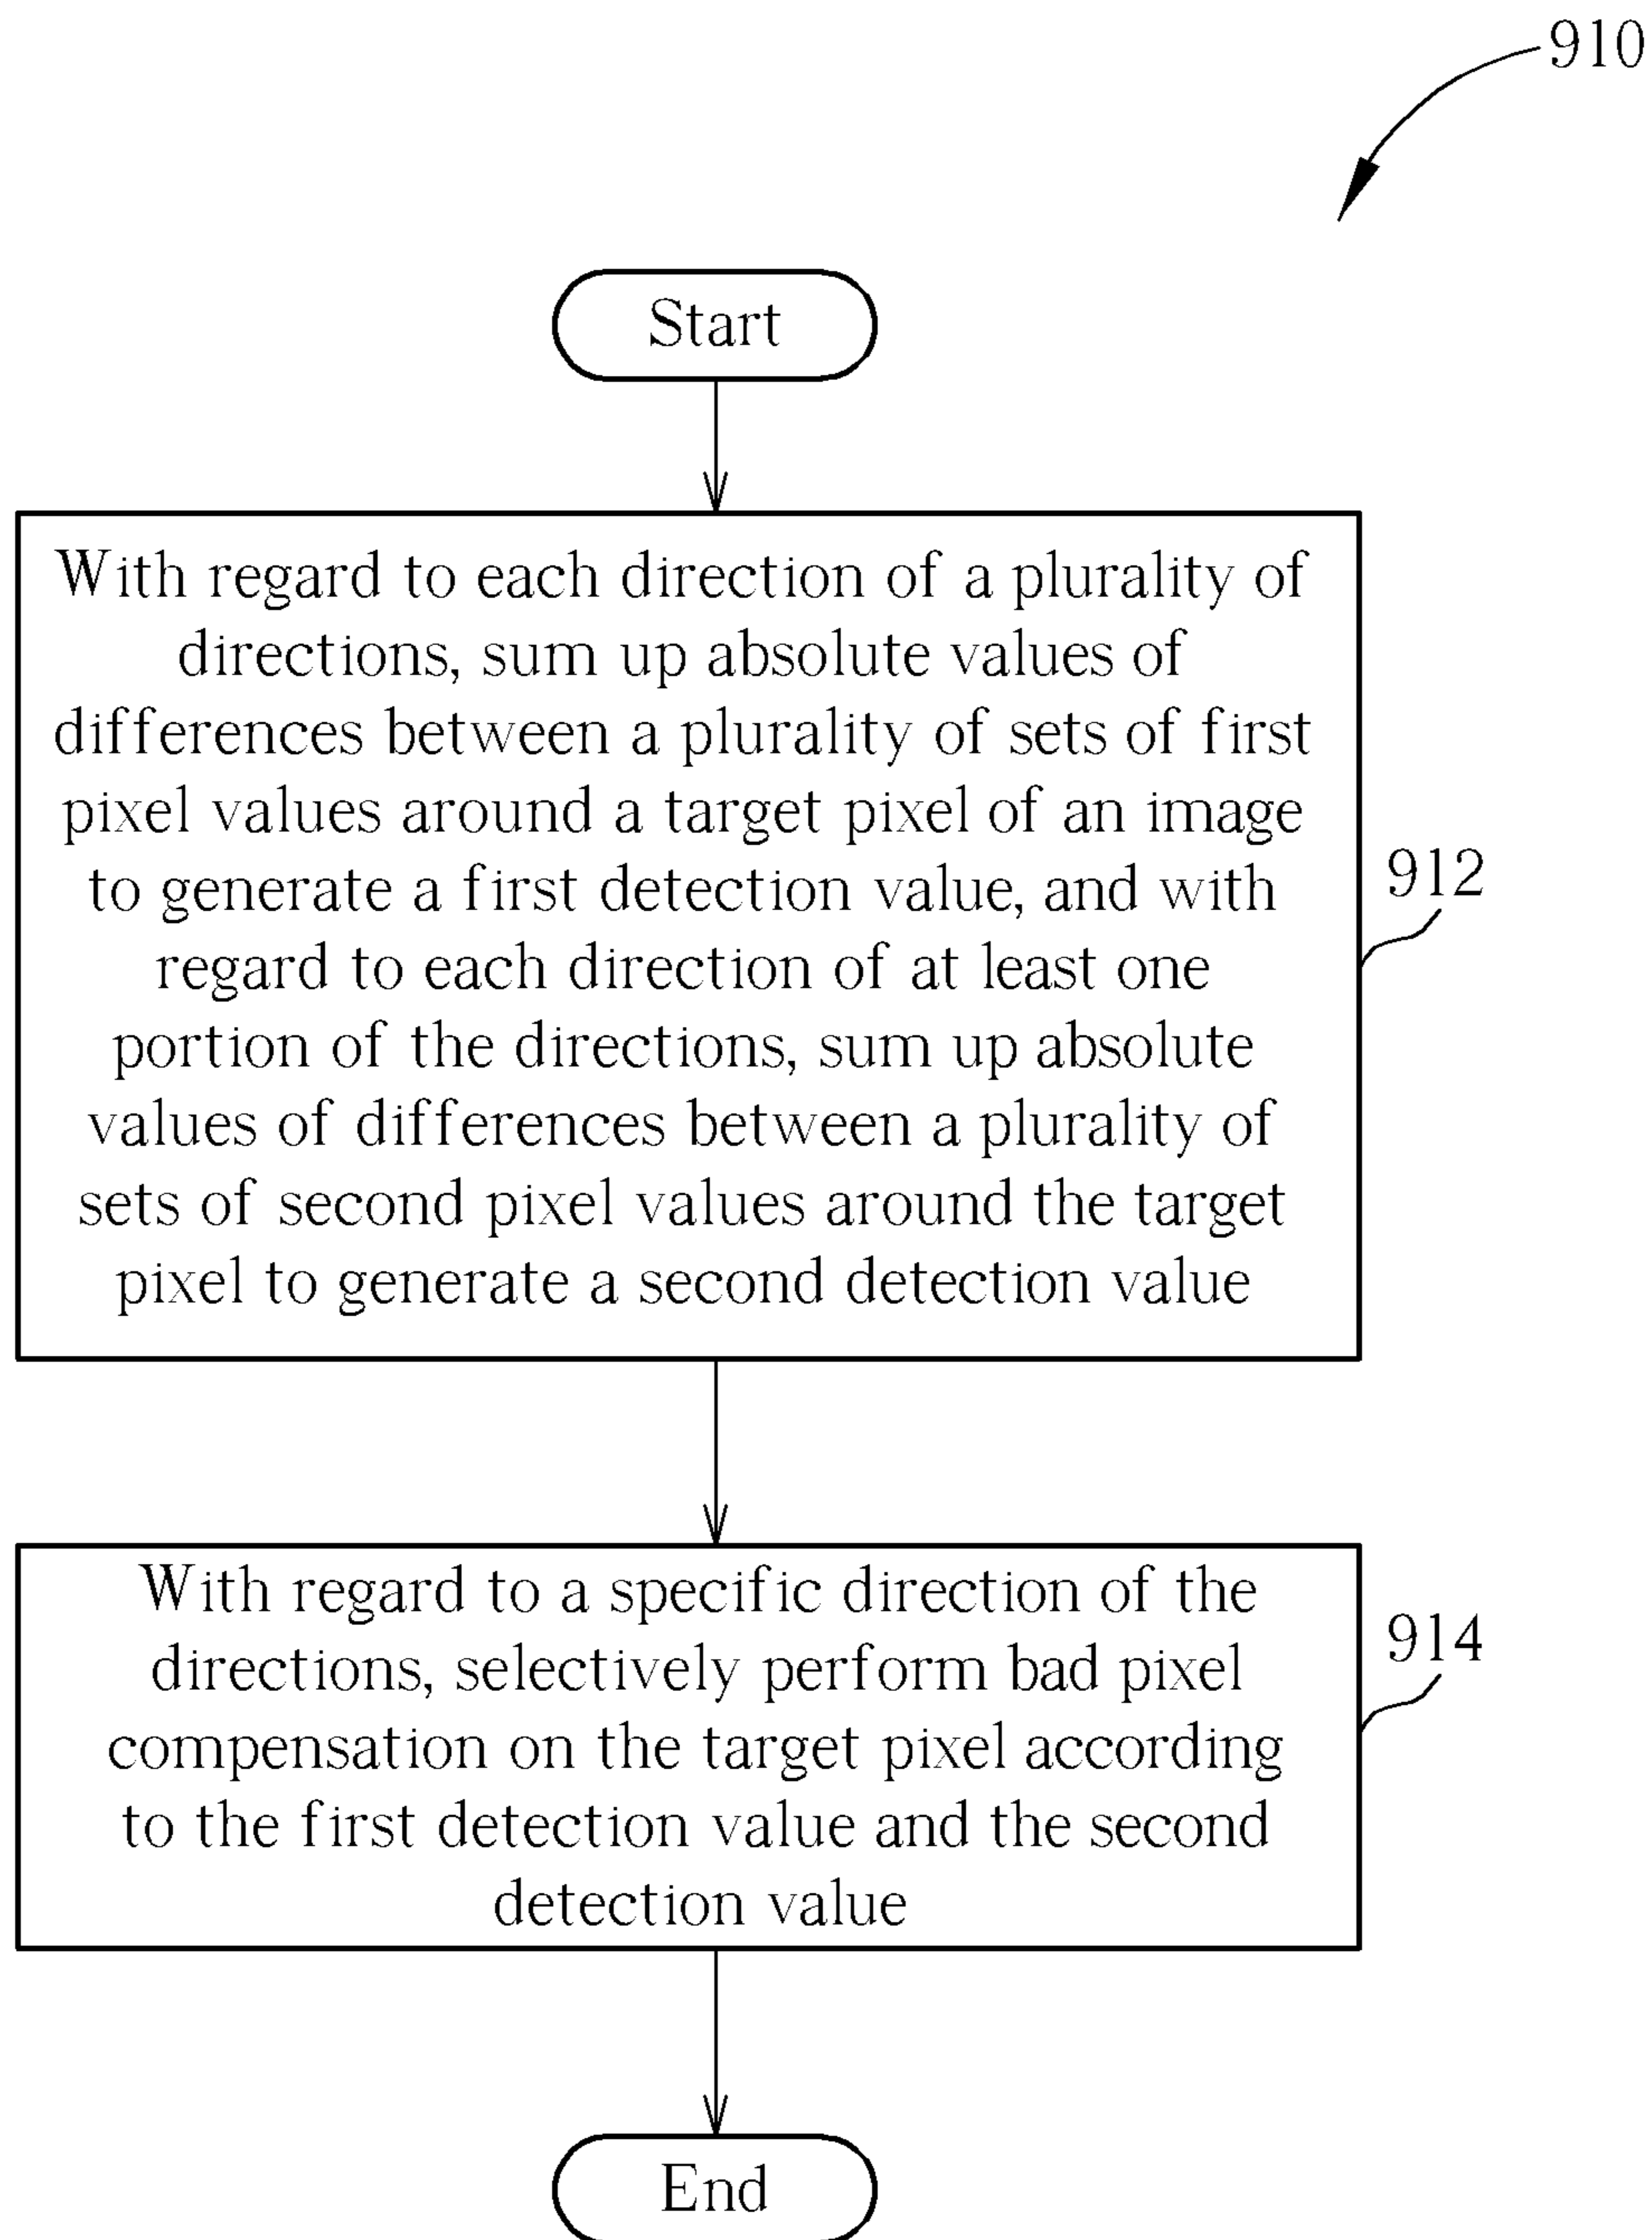 910
Start
With regard to each direction of a plurality of
directions, sum up absolute values of
differences between a plurality of sets of first
pixel values around a target pixel of an image
to generate a first detection value, and with
regard to each direction of at least one
portion of the directions, sum up absolute
values of differences between a plurality of
sets of second pixel values around the target
pixel to generate a second detection value
912
With regard to a specific direction of the
directions, selectively perform bad pixel
compensation on the target pixel according
to the first detection value and the second
detection value
914
End